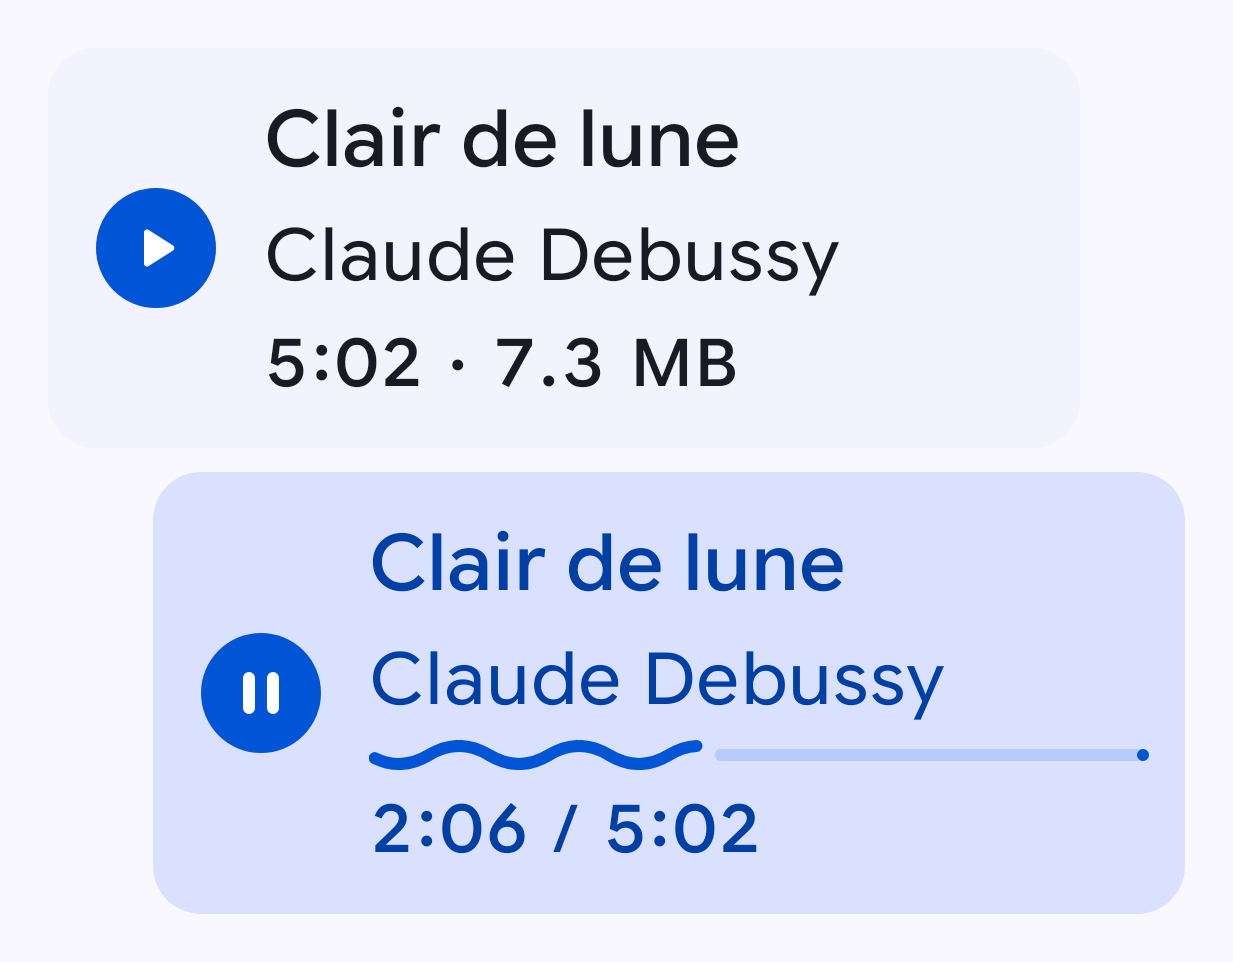 Clair de lune
Claude Debussy
5:02 · 7.3 MB
Clair de lune
Claude Debussy
2:06 / 5:02